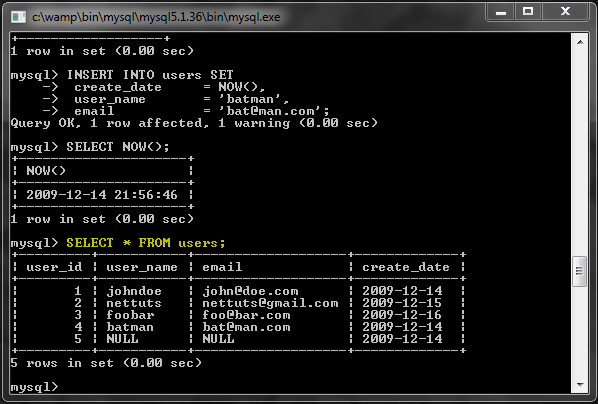 c:\wamp\bin\mysql\mysql5.1.36\bin\mysql.exe
+------------------+
1 row in set (0.00 sec)
mysql> INSERT INTO users SET
    ->  create_date     = NOW(),
    ->  user_name       = 'batman',
    ->  email           = 'bat@man.com';
Query OK, 1 row affected, 1 warning (0.00 sec)
mysql> SELECT NOW();
+---------------------+
| NOW()               |
+---------------------+
| 2009-12-14 21:56:46 |
+---------------------+
1 row in set (0.00 sec)
mysql> SELECT * FROM users;
+---------+-----------+-------------------+-------------+
| user_id | user_name | email             | create_date |
+---------+-----------+-------------------+-------------+
|       1 | johndoe   | john@doe.com      | 2009-12-14  |
|       2 | nettuts   | nettuts@gmail.com | 2009-12-15  |
|       3 | foobar    | foo@bar.com       | 2009-12-16  |
|       4 | batman    | bat@man.com       | 2009-12-14  |
|       5 | NULL      | NULL              | 2009-12-14  |
+---------+-----------+-------------------+-------------+
5 rows in set (0.00 sec)
mysql>